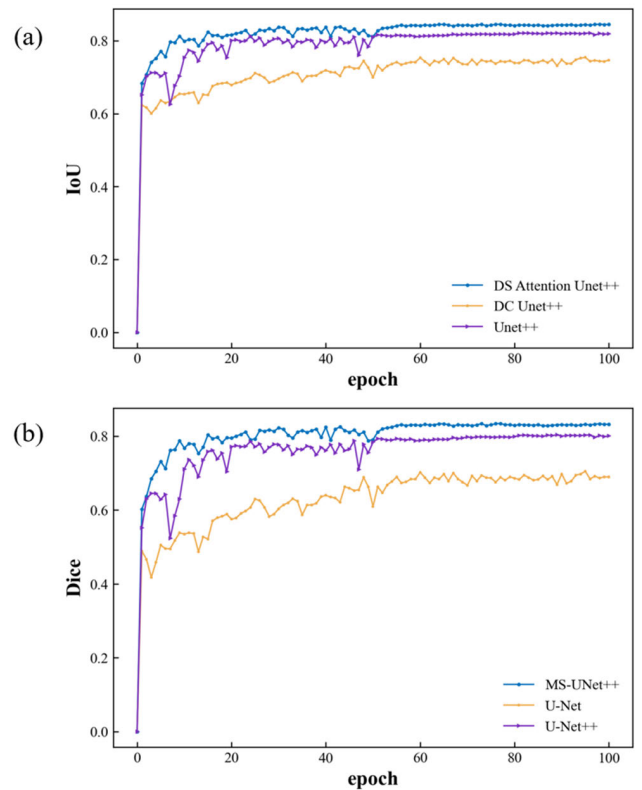 (a)
0.8
0.6
0.4
0.2
0.0
IoU
DS Attention Unet++
DC Unet++
Unet++
0 20 40 60 80 100
epoch
(b)
0.8
0.6
0.4
0.2
0.0
Dice
MS-UNet++
U-Net
U-Net++
0 20 40 60 80 100
epoch